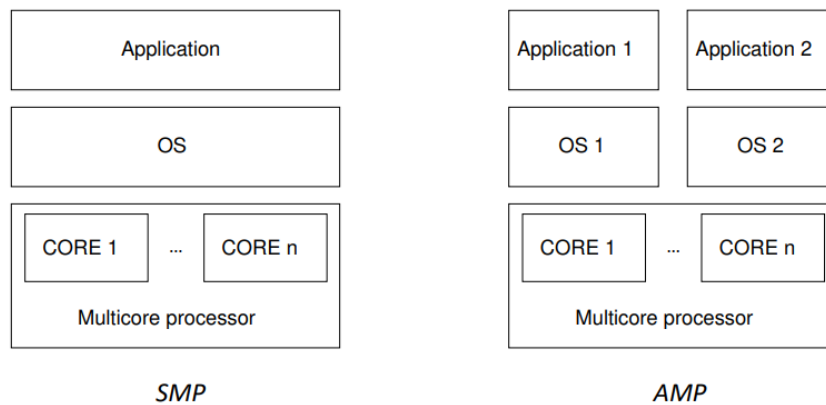 Application
OS
CORE 1 ... CORE n
Multicore processor
SMP
Application 1 Application 2
OS 1 OS 2
CORE 1 ... CORE n
Multicore processor
AMP